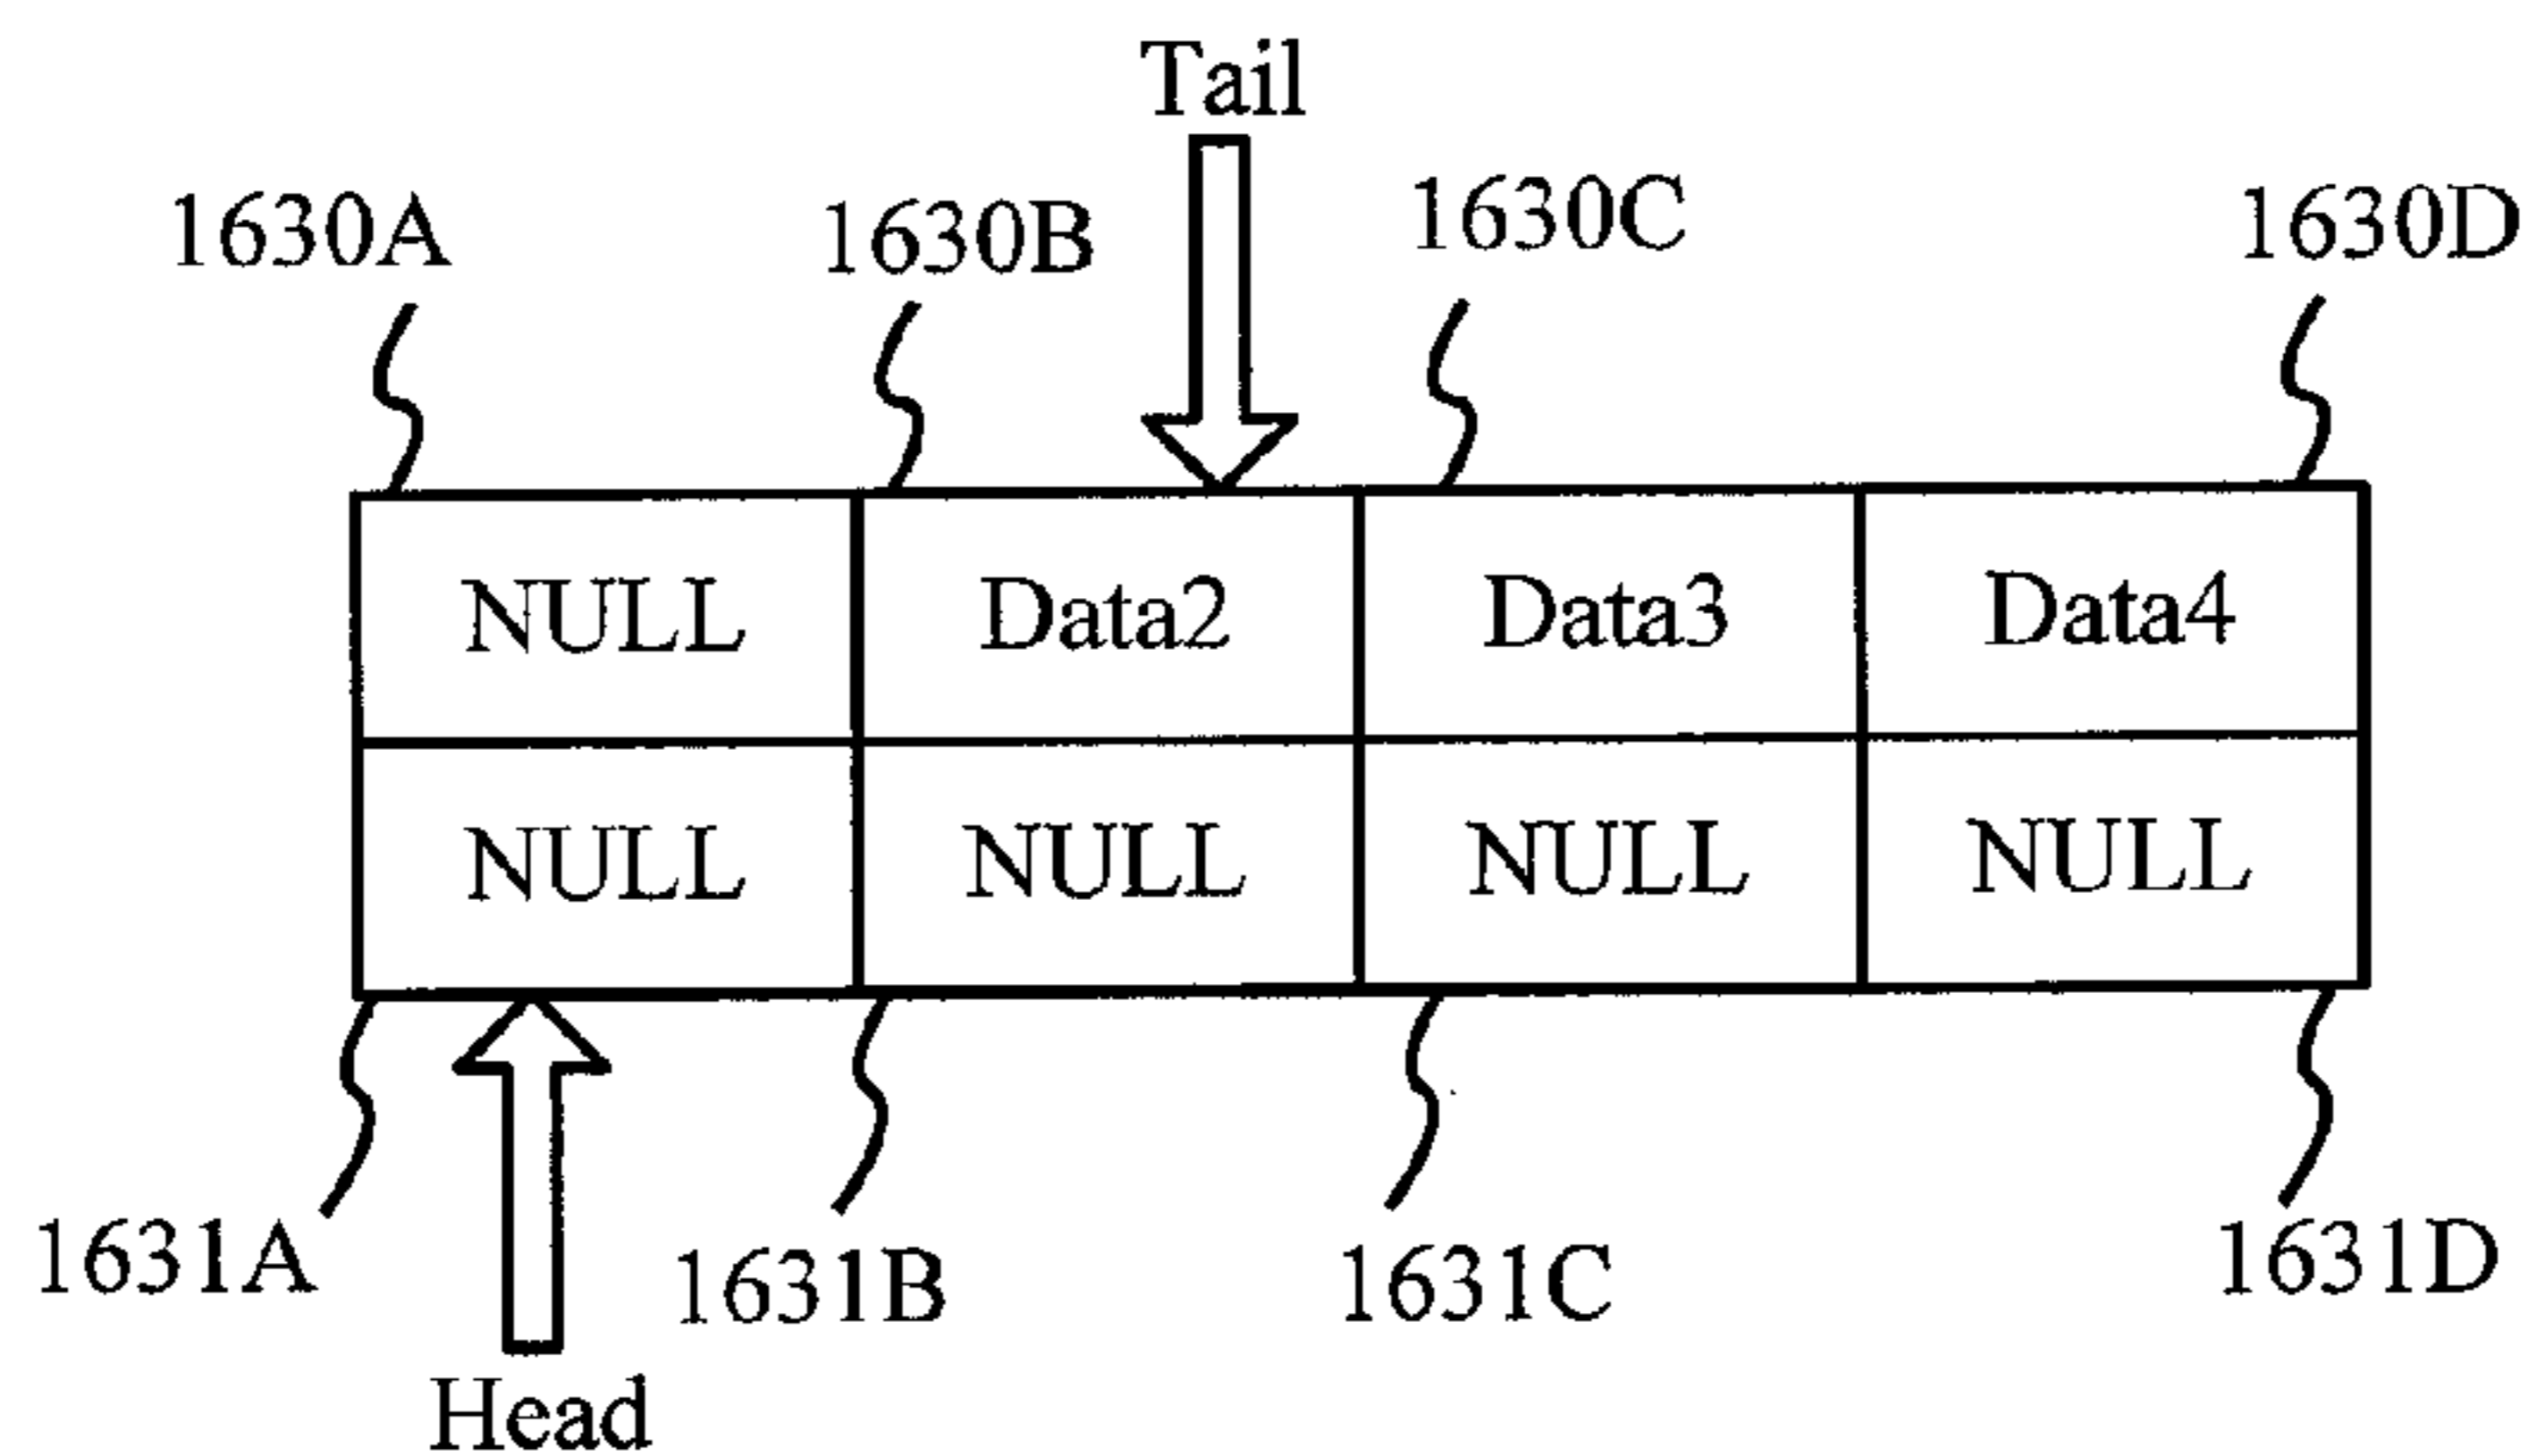 Tail
1630A 1630B 1630C 1630D
NULL Data2 Data3 Data4
NULL NULL NULL NULL
1631A 1631B 1631C 1631D
Head